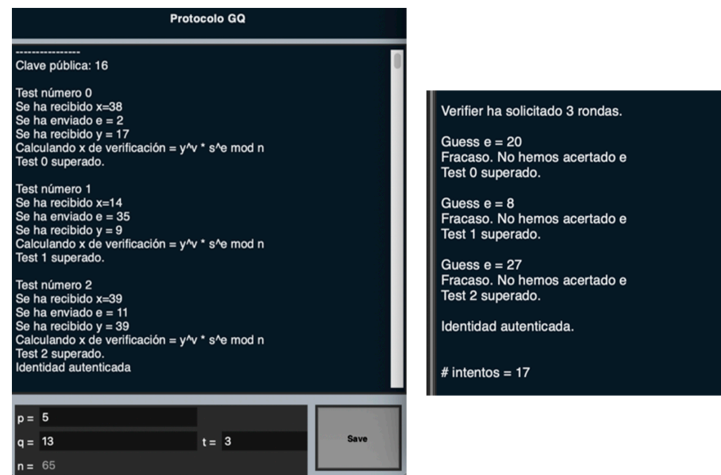 Protocolo GQ
----------------
Clave pública: 16
Test número 0
Se ha recibido x=38
Se ha enviado e = 2
Se ha recibido y = 17
Calculando x de verificación = y^v * s^e mod n
Test 0 superado.
Test número 1
Se ha recibido x=14
Se ha enviado e = 35
Se ha recibido y = 9
Calculando x de verificación = y^v * s^e mod n
Test 1 superado.
Test número 2
Se ha recibido x=39
Se ha enviado e = 11
Se ha recibido y = 39
Calculando x de verificación = y^v * s^e mod n
Test 2 superado.
Identidad autenticada
p = 5
q = 13
t = 3
n = 65
Save
Verifier ha solicitado 3 rondas.
Guess e = 20
Fracaso. No hemos acertado e
Test 0 superado.
Guess e = 8
Fracaso. No hemos acertado e
Test 1 superado.
Guess e = 27
Fracaso. No hemos acertado e
Test 2 superado.
Identidad autenticada.
# intentos = 17